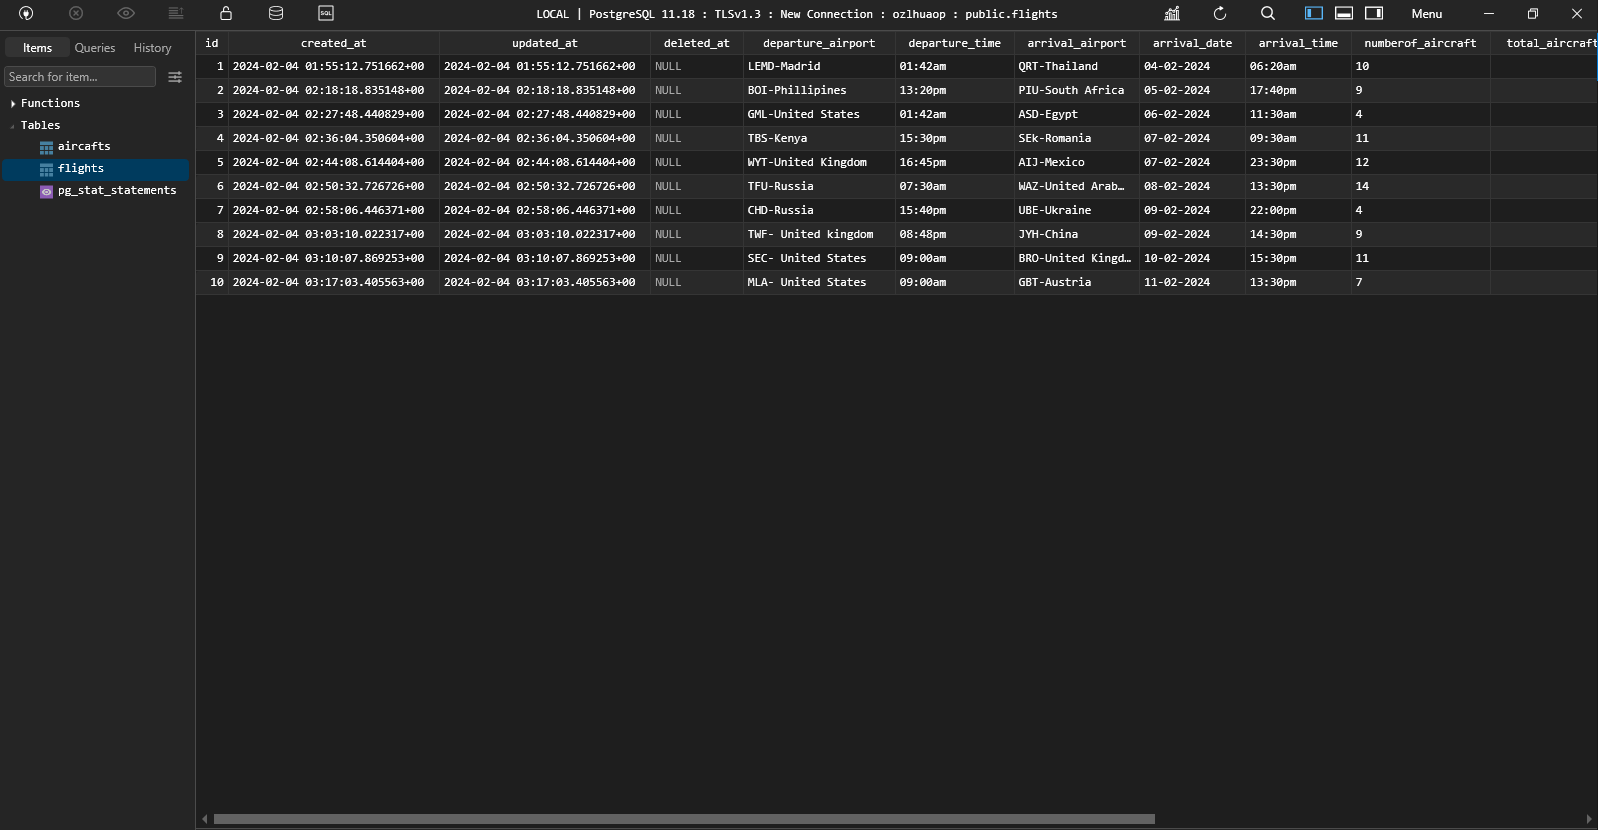 SQL
LOCAL | PostgreSQL 11.18 : TLSv1.3 : New Connection : ozlhuaop : public.flights
Menu
Items Queries History
Search for item...
Functions
Tables
aircafts
flights
pg_stat_statements
id created_at updated_at deleted_at departure_airport departure_time arrival_airport arrival_date arrival_time numberof_aircraft total_aircraft
1 2024-02-04 01:55:12.751662+00 2024-02-04 01:55:12.751662+00 NULL LEMD-Madrid 01:42am QRT-Thailand 04-02-2024 06:20am 10
2 2024-02-04 02:18:18.835148+00 2024-02-04 02:18:18.835148+00 NULL BOI-Phillipines 13:20pm PIU-South Africa 05-02-2024 17:40pm 9
3 2024-02-04 02:27:48.440829+00 2024-02-04 02:27:48.440829+00 NULL GML-United States 01:42am ASD-Egypt 06-02-2024 11:30am 4
4 2024-02-04 02:36:04.350604+00 2024-02-04 02:36:04.350604+00 NULL TBS-Kenya 15:30pm SEk-Romania 07-02-2024 09:30am 11
5 2024-02-04 02:44:08.614404+00 2024-02-04 02:44:08.614404+00 NULL WYT-United Kingdom 16:45pm AIJ-Mexico 07-02-2024 23:30pm 12
6 2024-02-04 02:50:32.726726+00 2024-02-04 02:50:32.726726+00 NULL TFU-Russia 07:30am WAZ-United Arab… 08-02-2024 13:30pm 14
7 2024-02-04 02:58:06.446371+00 2024-02-04 02:58:06.446371+00 NULL CHD-Russia 15:40pm UBE-Ukraine 09-02-2024 22:00pm 4
8 2024-02-04 03:03:10.022317+00 2024-02-04 03:03:10.022317+00 NULL TWF- United kingdom 08:48pm JYH-China 09-02-2024 14:30pm 9
9 2024-02-04 03:10:07.869253+00 2024-02-04 03:10:07.869253+00 NULL SEC- United States 09:00am BRO-United Kingd… 10-02-2024 15:30pm 11
10 2024-02-04 03:17:03.405563+00 2024-02-04 03:17:03.405563+00 NULL MLA- United States 09:00am GBT-Austria 11-02-2024 13:30pm 7